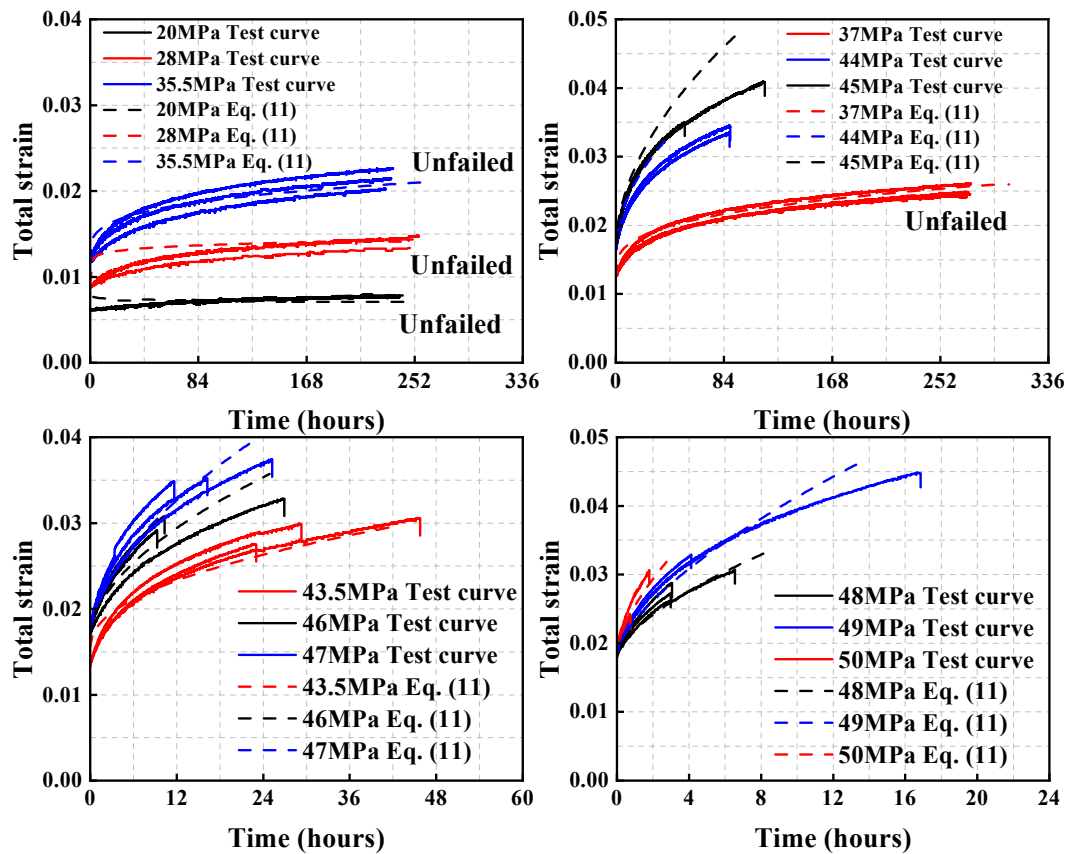 0.04
0.03
0.02
0.01
0.00
Total strain
20MPa Test curve
28MPa Test curve
35.5MPa Test curve
20MPa Eq. (11)
28MPa Eq. (11)
35.5MPa Eq. (11)
Unfailed
Unfailed
Unfailed
0 84 168 252 336
Time (hours)
0.05
0.04
0.03
0.02
0.01
0.00
Total strain
37MPa Test curve
44MPa Test curve
45MPa Test curve
37MPa Eq. (11)
44MPa Eq. (11)
45MPa Eq. (11)
Unfailed
0 84 168 252 336
Time (hours)
0.04
0.03
0.02
0.01
0.00
Total strain
43.5MPa Test curve
46MPa Test curve
47MPa Test curve
43.5MPa Eq. (11)
46MPa Eq. (11)
47MPa Eq. (11)
0 12 24 36 48 60
Time (hours)
0.05
0.04
0.03
0.02
0.01
0.00
Total strain
48MPa Test curve
49MPa Test curve
50MPa Test curve
48MPa Eq. (11)
49MPa Eq. (11)
50MPa Eq. (11)
0 4 8 12 16 20 24
Time (hours)